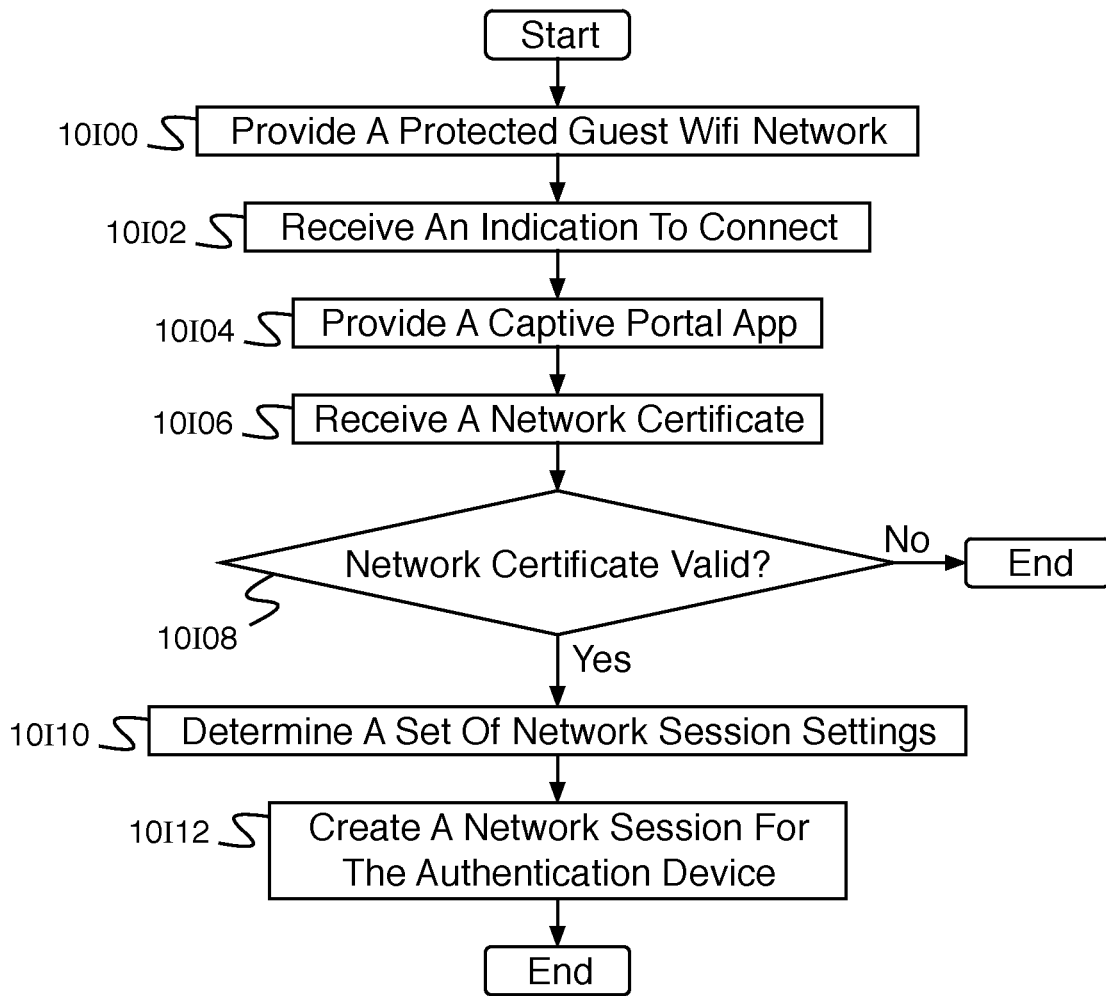 Start
10I00
Provide A Protected Guest Wifi Network
10I02
Receive An Indication To Connect
10I04
Provide A Captive Portal App
10I06
Receive A Network Certificate
Network Certificate Valid?
No
End
10I08
Yes
10I10
Determine A Set Of Network Session Settings
10I12
Create A Network Session For
The Authentication Device
End